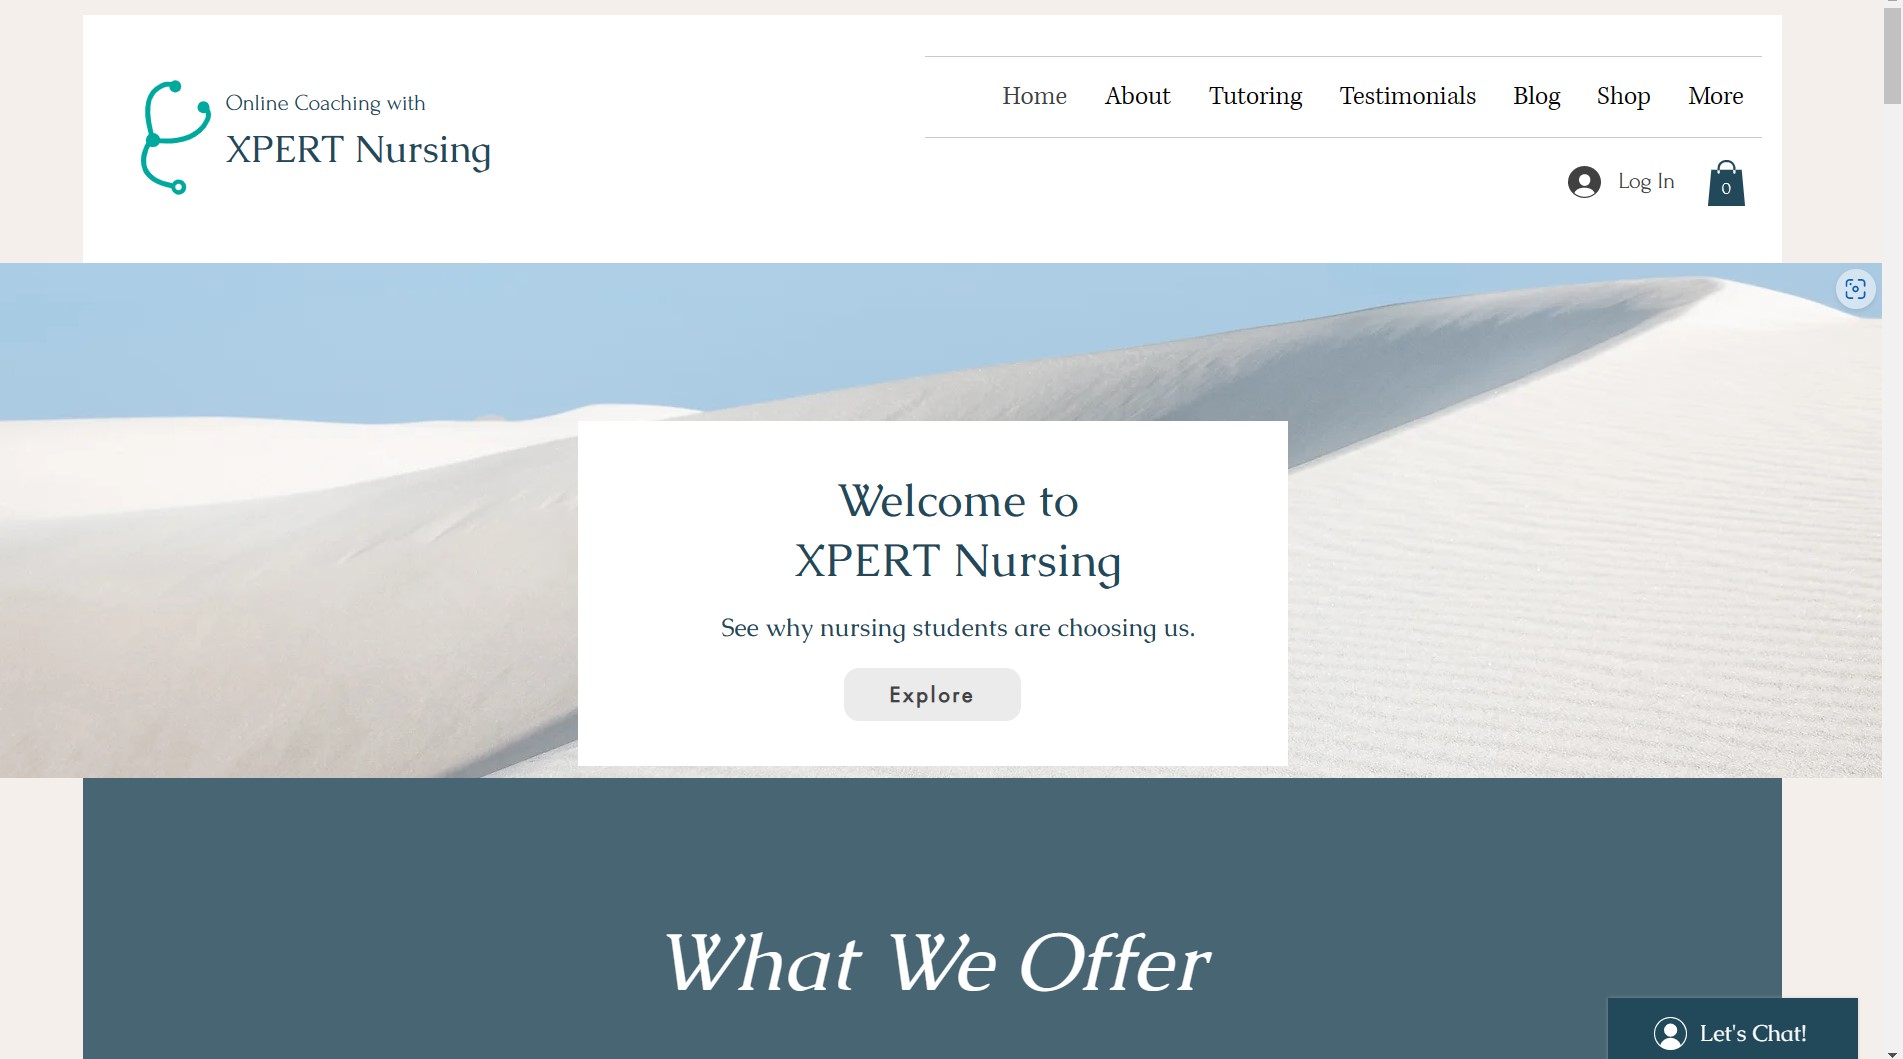 Online Coaching with
XPERT Nursing
Home About Tutoring Testimonials Blog Shop More
Log In
0
Welcome to
XPERT Nursing
See why nursing students are choosing us.
Explore
What We Offer
Let's Chat!